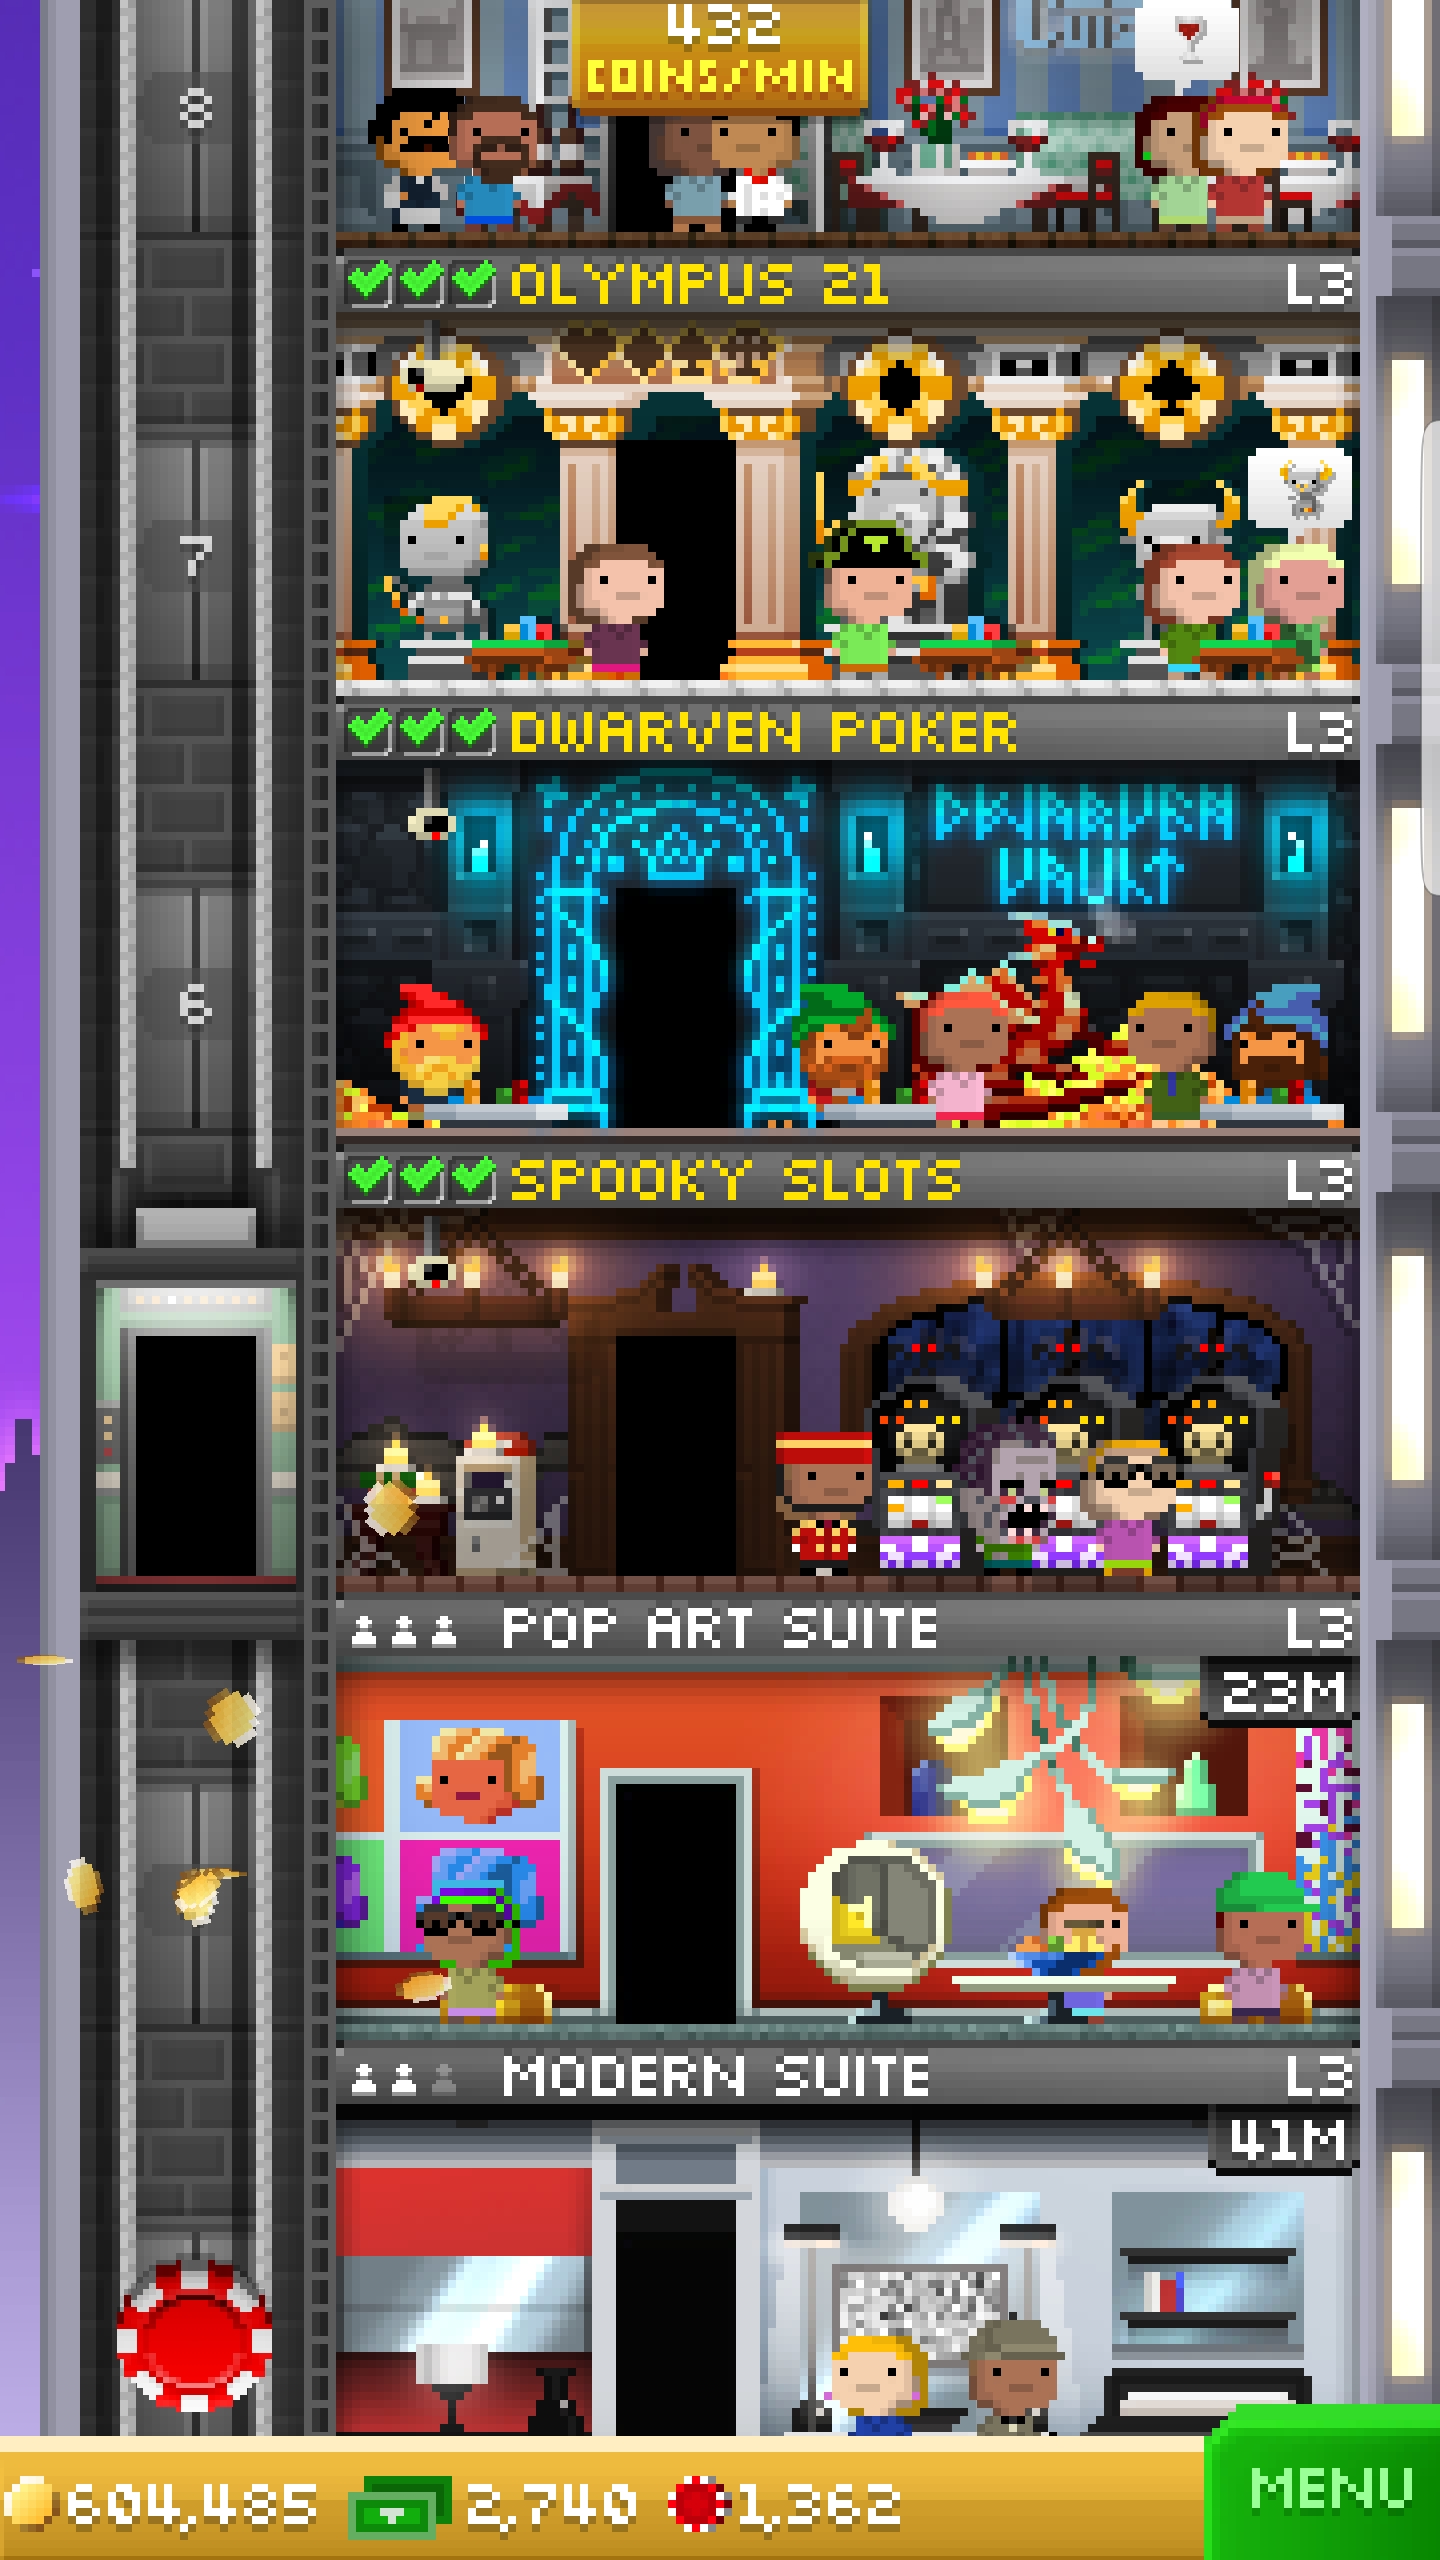 432
COINS/MIN
8
OLYMPUS 21
L3
7
DWARVEN POKER
L3
DWARVEN
VAULT
6
SPOOKY SLOTS
L3
POP ART SUITE
L3
23M
MODERN SUITE
L3
41M
604,485
2,740
1,362
MENU